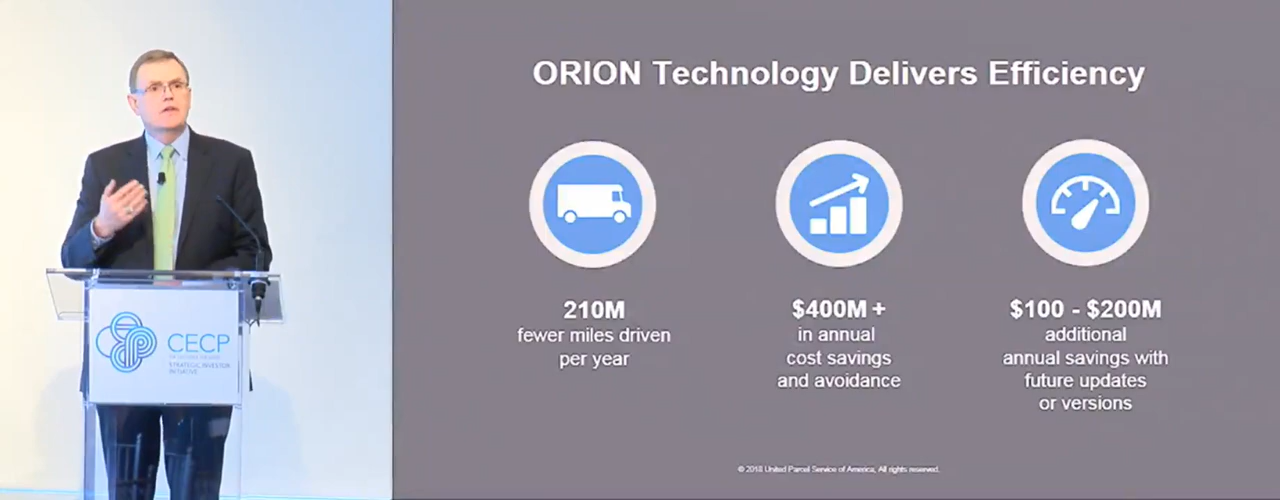 ORION Technology Delivers Efficiency
210M
fewer miles driven
per year
$400M +
in annual
cost savings
and avoidance
$100 - $200M
additional
annual savings with
future updates
or versions
© 2018 United Parcel Service of America, All rights reserved.
CECP
STRATEGIC INVESTOR
INITIATIVE